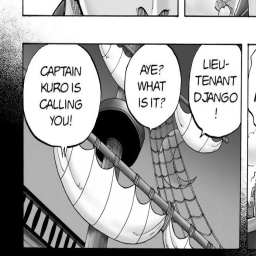 LIEU-
TENANT
DJANGO
!
AYE?
WHAT
IS IT?
CAPTAIN
KURO IS
CALLING
YOU!